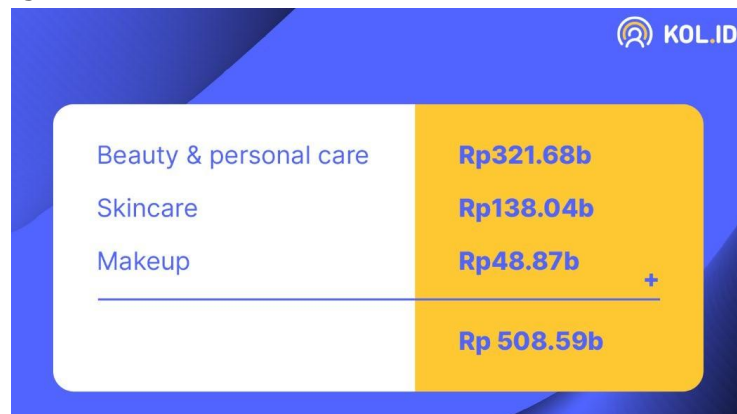 KOL.ID
Beauty & personal care Rp321.68b
Skincare Rp138.04b
Makeup Rp48.87b
+
Rp 508.59b